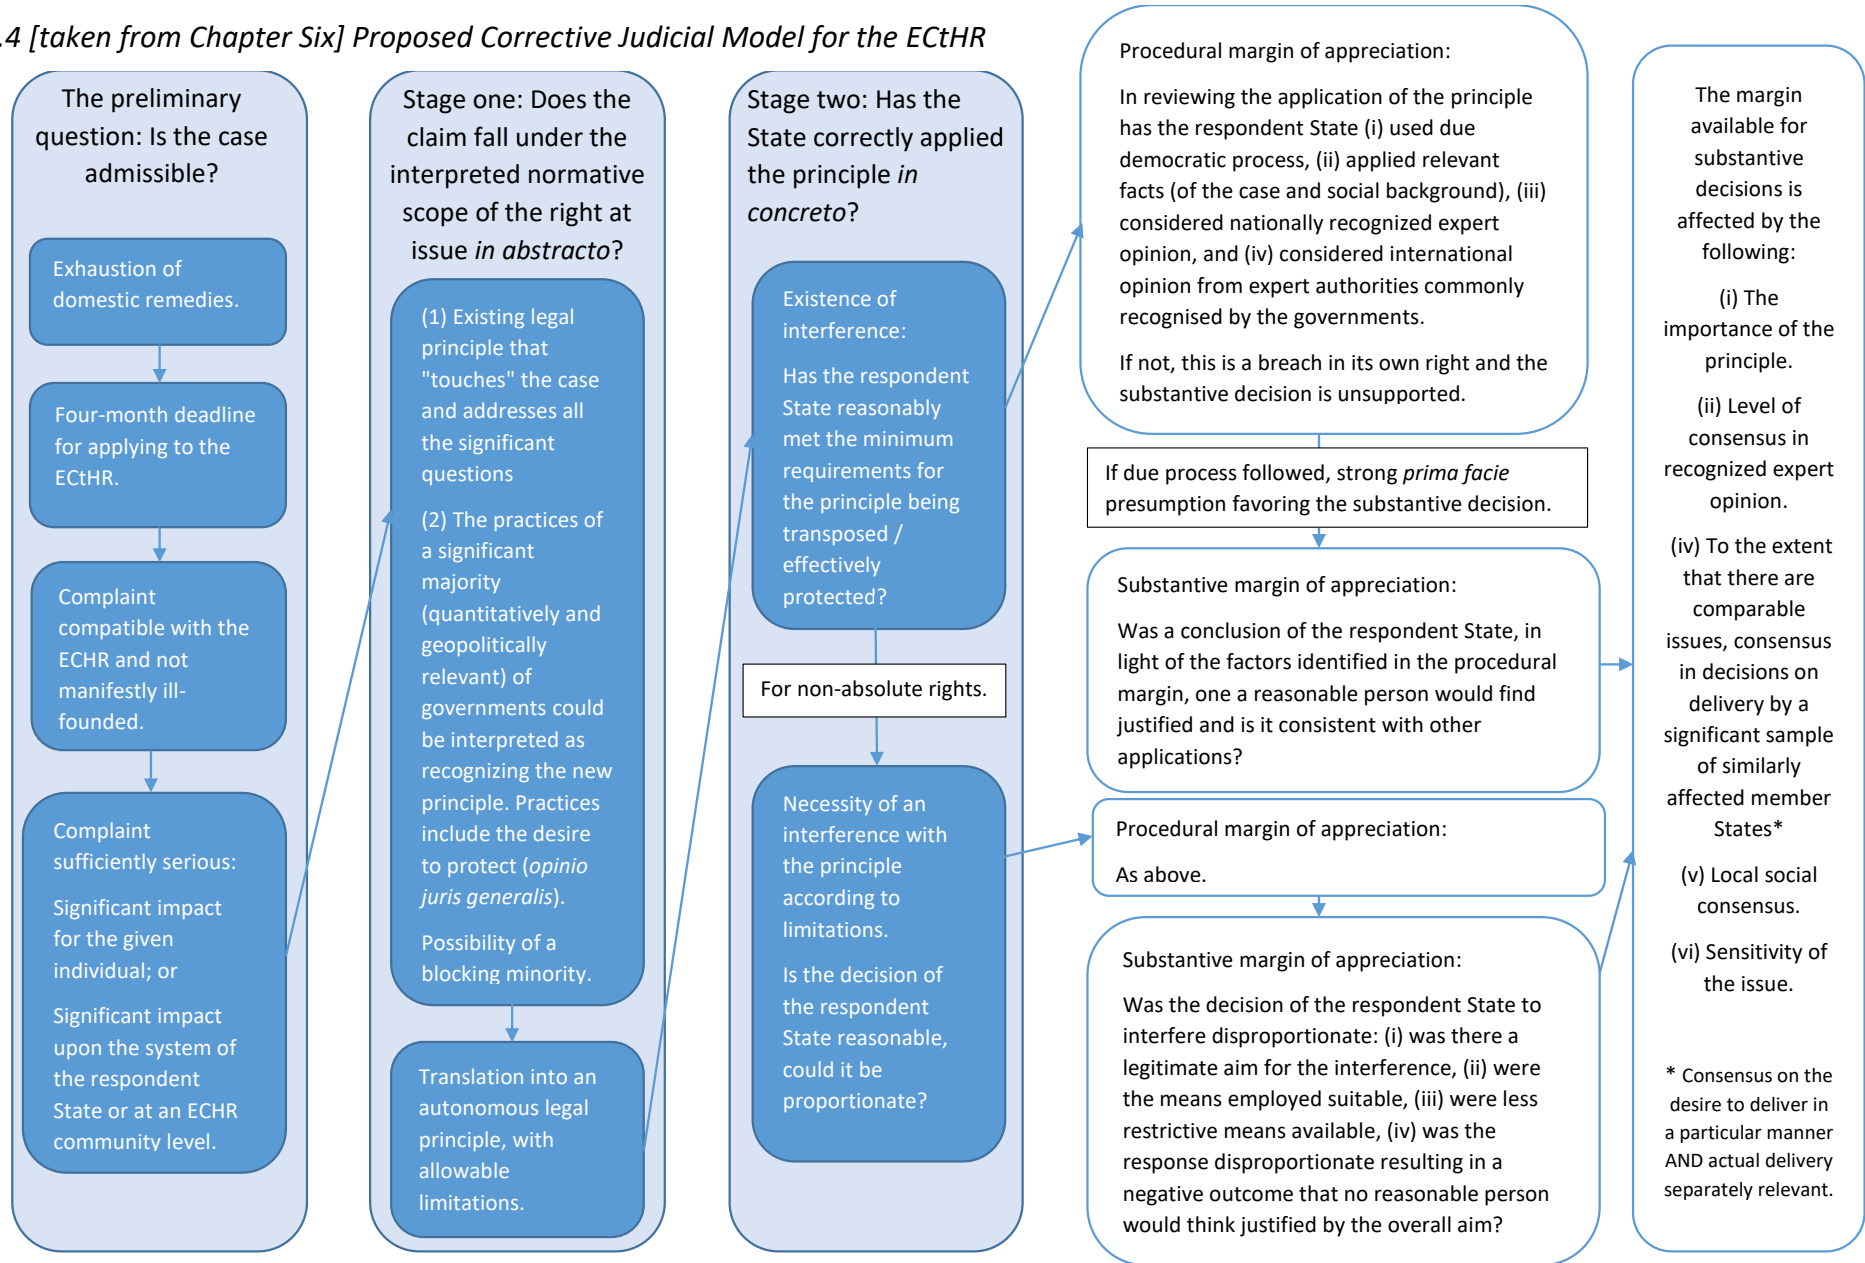 .4 [taken from Chapter Six] Proposed Corrective Judicial Model for the ECtHR
The preliminary
question: Is the case
admissible?
Exhaustion of
domestic remedies.
Four-month deadline
for applying to the
ECtHR.
Complaint
compatible with the
ECHR and not
manifestly ill-
founded.
Complaint
sufficiently serious:
Significant impact
for the given
individual; or
Significant impact
upon the system of
the respondent
State or at an ECHR
community level.
Stage one: Does the
claim fall under the
interpreted normative
scope of the right at
issue in abstracto?
(1) Existing legal
principle that
"touches" the case
and addresses all
the significant
questions
(2) The practices of
a significant
majority
(quantitatively and
geopolitically
relevant) of
governments could
be interpreted as
recognizing the new
principle. Practices
include the desire
to protect (opinio
juris generalis).
Possibility of a
blocking minority.
Translation into an
autonomous legal
principle, with
allowable
limitations.
Stage two: Has the
State correctly applied
the principle in
concreto?
Existence of
interference:
Has the respondent
State reasonably
met the minimum
requirements for
the principle being
transposed /
effectively
protected?
For non-absolute rights.
Necessity of an
interference with
the principle
according to
limitations.
Is the decision of
the respondent
State reasonable,
could it be
proportionate?
Procedural margin of appreciation:
In reviewing the application of the principle
has the respondent State (i) used due
democratic process, (ii) applied relevant
facts (of the case and social background), (iii)
considered nationally recognized expert
opinion, and (iv) considered international
opinion from expert authorities commonly
recognised by the governments.
If not, this is a breach in its own right and the
substantive decision is unsupported.
If due process followed, strong prima facie
presumption favoring the substantive decision.
Substantive margin of appreciation:
Was a conclusion of the respondent State, in
light of the factors identified in the procedural
margin, one a reasonable person would find
justified and is it consistent with other
applications?
Procedural margin of appreciation:
As above.
Substantive margin of appreciation:
Was the decision of the respondent State to
interfere disproportionate: (i) was there a
legitimate aim for the interference, (ii) were
the means employed suitable, (iii) were less
restrictive means available, (iv) was the
response disproportionate resulting in a
negative outcome that no reasonable person
would think justified by the overall aim?
The margin
available for
substantive
decisions is
affected by the
following:
(i) The
importance of the
principle.
(ii) Level of
consensus in
recognized expert
opinion.
(iv) To the extent
that there are
comparable
issues, consensus
in decisions on
delivery by a
significant sample
of similarly
affected member
States*
(v) Local social
consensus.
(vi) Sensitivity of
the issue.
* Consensus on the
desire to deliver in
a particular manner
AND actual delivery
separately relevant.